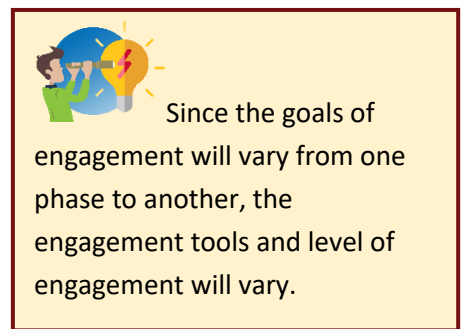 Since the goals of
engagement will vary from one
phase to another, the
engagement tools and level of
engagement will vary.